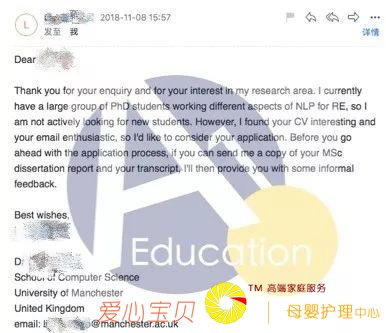 L
2018-11-08 15:57
发至 我
详情
Dear
Thank you for your enquiry and for your interest in my research area. I currently
have a large group of PhD students working different aspects of NLP for RE, so I
am not actively looking for new students. However, I found your CV interesting and
your email enthusiastic, so I'd like to consider your application. Before you go
ahead with the application process, if you can send me a copy of your MSc
dissertation report and your transcript, I'll then provide you with some informal
feedback.
Best wishes,
Ai
Education
D
School of Computer Science
University of Manchester
United Kingdom
email: @manchester.ac.uk
爱心宝贝
TM 高端家庭服务
母婴护理中心